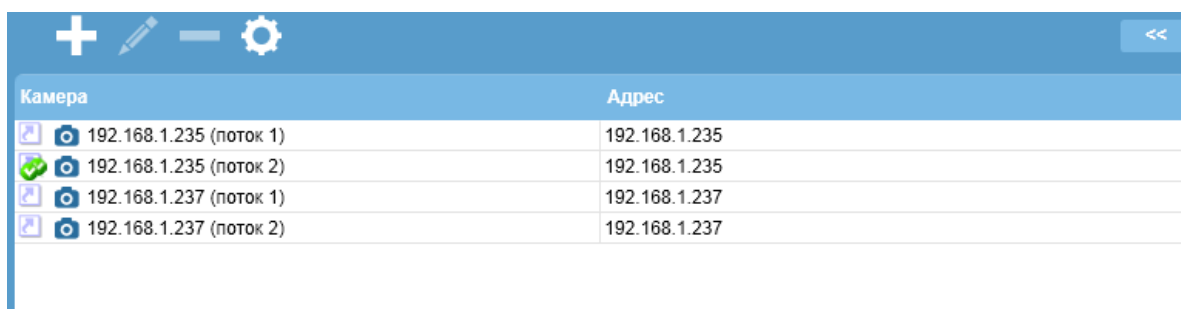 <<
Камера Адрес
192.168.1.235 (поток 1) 192.168.1.235
192.168.1.235 (поток 2) 192.168.1.235
192.168.1.237 (поток 1) 192.168.1.237
192.168.1.237 (поток 2) 192.168.1.237